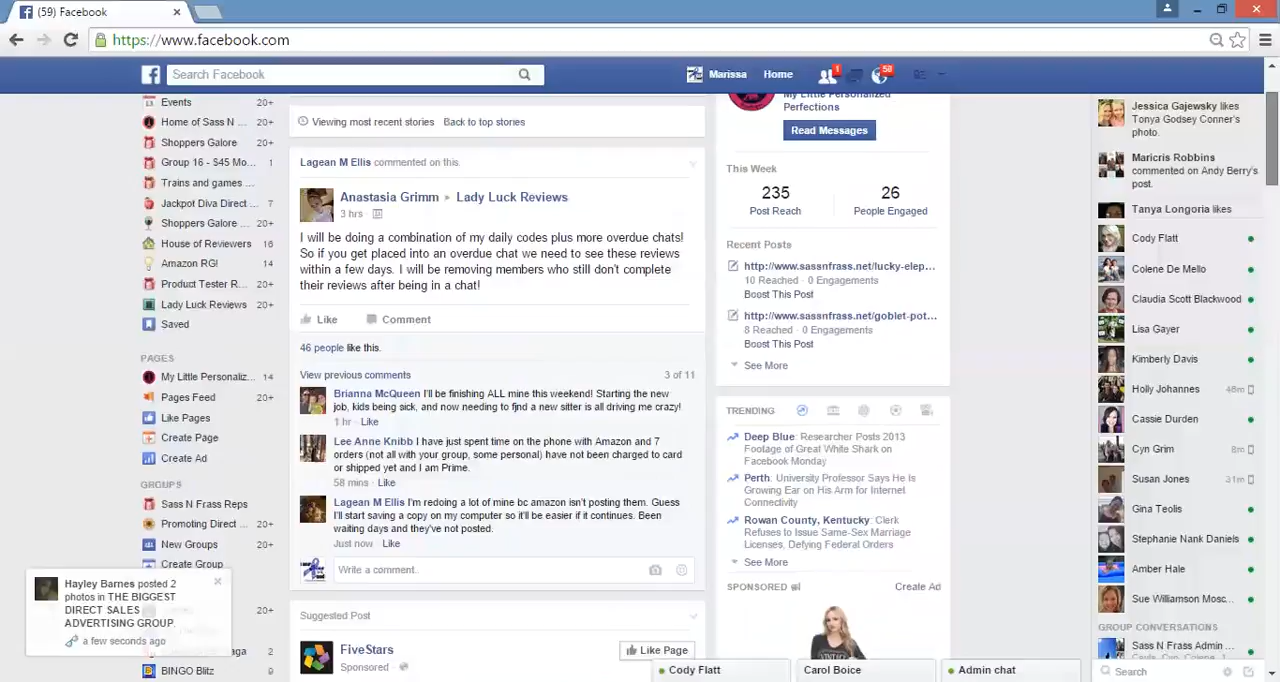 (59) Facebook
https://www.facebook.com
Search Facebook
Marissa
Home
1
58
Events 20+
Home of Sass N ... 20+
Shoppers Galore 20+
Group 16 - $45 Mo... 1
Trains and games ...
Jackpot Diva Direct ... 7
Shoppers Galore ... 20+
House of Reviewers 16
Amazon RG! 14
Product Tester R... 20+
Lady Luck Reviews 20+
Saved
PAGES
My Little Personaliz... 14
Pages Feed 20+
Like Pages
Create Page
Create Ad
GROUPS
Sass N Frass Reps
Promoting Direct ... 20+
New Groups 20+
Create Group
20+
2
BINGO Blitz 9
Hayley Barnes posted 2
photos in THE BIGGEST
DIRECT SALES
ADVERTISING GROUP.
a few seconds ago
Viewing most recent stories Back to top stories
Lagean M Ellis commented on this.
Anastasia Grimm ▸ Lady Luck Reviews
3 hrs
I will be doing a combination of my daily codes plus more overdue chats!
So if you get placed into an overdue chat we need to see these reviews
within a few days. I will be removing members who still don't complete
their reviews after being in a chat!
Like Comment
46 people like this.
View previous comments 3 of 11
Brianna McQueen I'll be finishing ALL mine this weekend! Starting the new
job, kids being sick, and now needing to find a new sitter is all driving me crazy!
1 hr · Like
Lee Anne Knibb I have just spent time on the phone with Amazon and 7
orders (not all with your group, some personal) have not been charged to card
or shipped yet and I am Prime.
58 mins · Like
Lagean M Ellis I'm redoing a lot of mine bc amazon isn't posting them. Guess
I'll start saving a copy on my computer so it'll be easier if it continues. Been
waiting days and they've not posted.
Just now · Like
Write a comment.
Suggested Post
FiveStars
Sponsored ·
Like Page
My Little Personalized
Perfections
Read Messages
This Week
235
Post Reach
26
People Engaged
Recent Posts
http://www.sassnfrass.net/lucky-elep...
10 Reached · 0 Engagements
Boost This Post
http://www.sassnfrass.net/goblet-pot...
8 Reached · 0 Engagements
Boost This Post
See More
TRENDING
Deep Blue: Researcher Posts 2013
Footage of Great White Shark on
Facebook Monday
Perth: University Professor Says He Is
Growing Ear on His Arm for Internet
Connectivity
Rowan County, Kentucky: Clerk
Refuses to Issue Same-Sex Marriage
Licenses, Defying Federal Orders
See More
SPONSORED Create Ad
Jessica Gajewsky likes
Tonya Godsey Conner's
photo.
Maricris Robbins
commented on Andy Berry's
post.
Tanya Longoria likes
Cody Flatt
Colene De Mello
Claudia Scott Blackwood
Lisa Gayer
Kimberly Davis
Holly Johannes 48m
Cassie Durden
Cyn Grim 8m
Susan Jones 31m
Gina Teolis
Stephanie Nank Daniels
Amber Hale
Sue Williamson Mosc...
GROUP CONVERSATIONS
Sass N Frass Admin ...
Search
Cody Flatt
Carol Boice
Admin chat